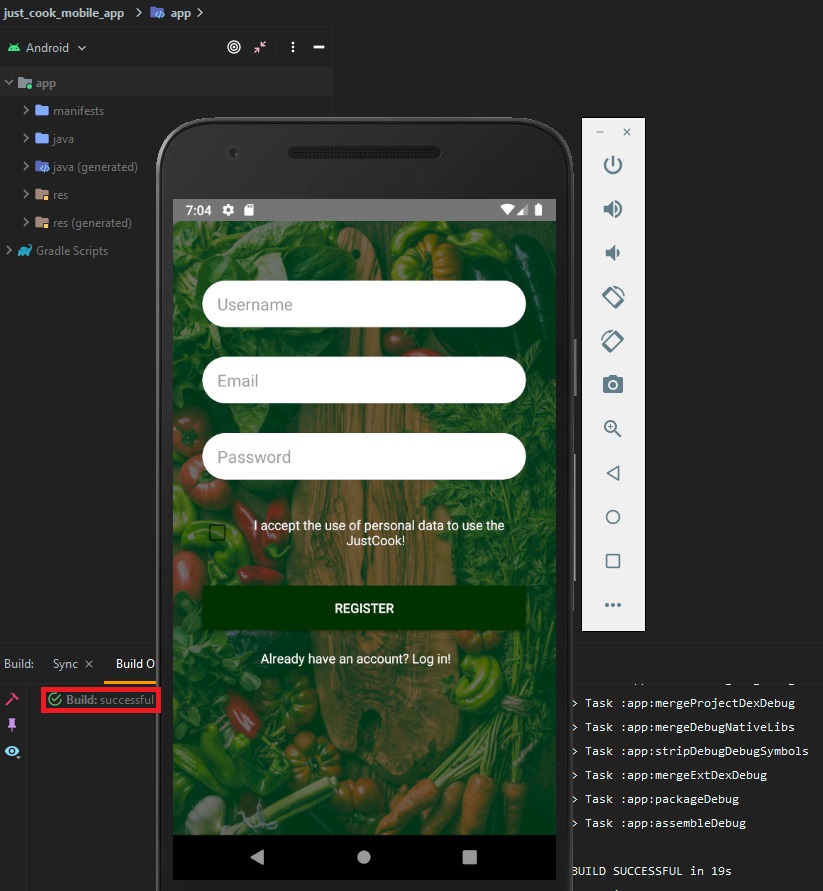 just_cook_mobile_app
app
Android
app
manifests
java
java (generated)
res
res (generated)
Gradle Scripts
7:04
Username
Email
Password
I accept the use of personal data to use the
JustCook!
REGISTER
Already have an account? Log in!
Build:
Sync
Build O
Build: successful
> Task :app:mergeProjectDexDebug
> Task :app:mergeDebugNativeLibs
> Task :app:stripDebugDebugSymbols
> Task :app:mergeExtDexDebug
> Task :app:packageDebug
> Task :app:assembleDebug
BUILD SUCCESSFUL in 19s